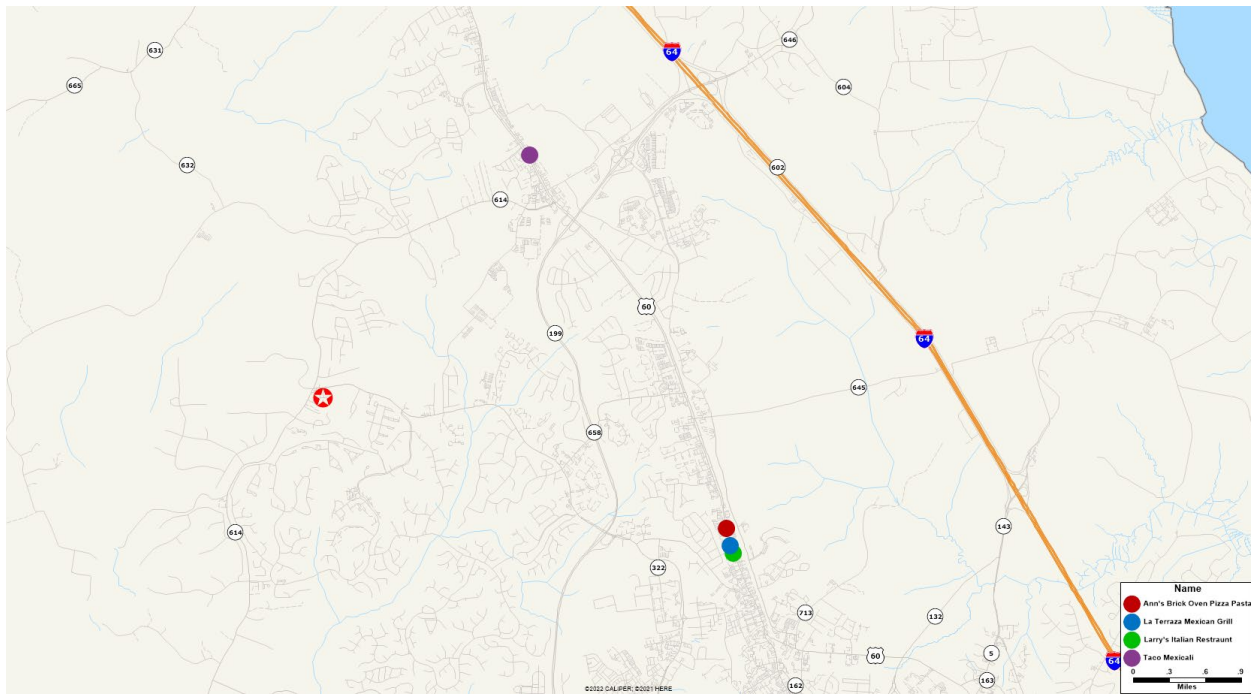 64
646
631
665
604
632
602
614
60
199
64
645
658
614
143
322
713
132
60
5
64
162
163
Name
Ann's Brick Oven Pizza Pasta
La Terraza Mexican Grill
Larry's Italian Restraunt
Taco Mexicali
0 .3 .6 .9
Miles
©2022 CALIPER; ©2021 HERE